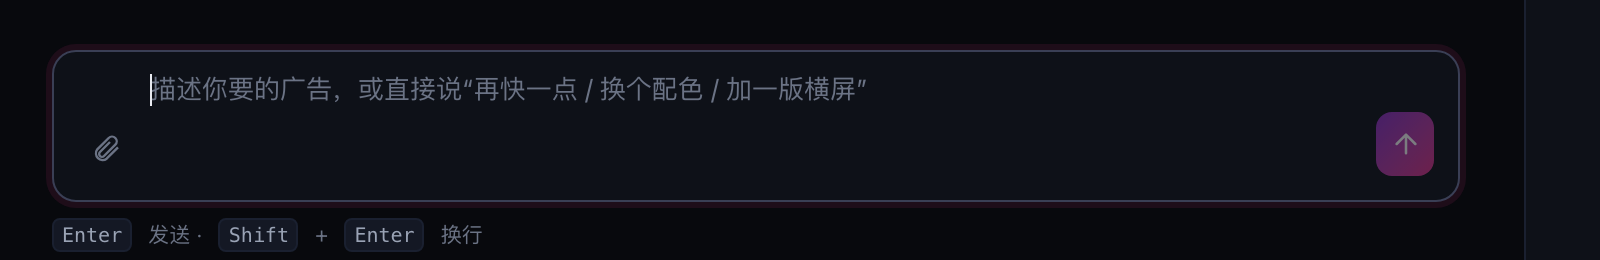 描述你要的广告，或直接说“再快一点 / 换个配色 / 加一版横屏”
Enter 发送 · Shift + Enter 换行